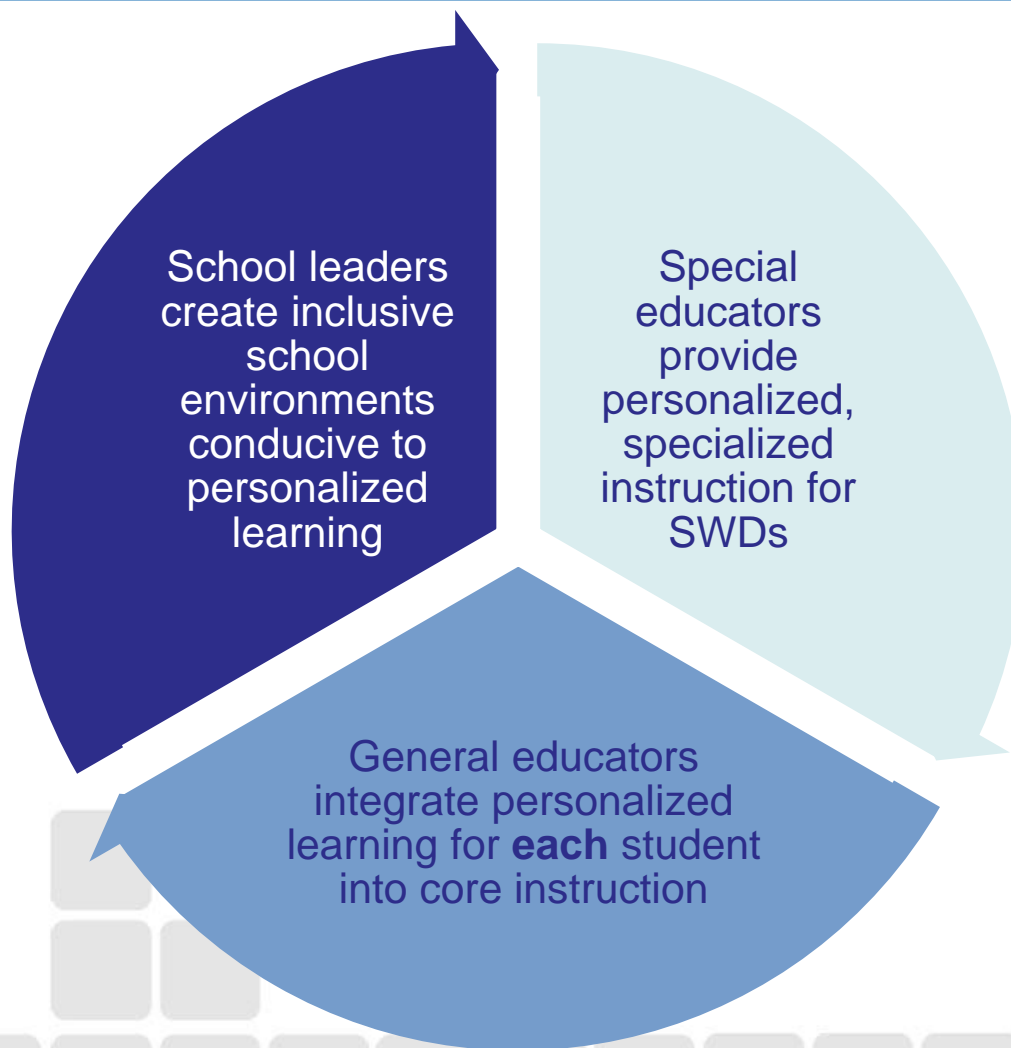 School leaders
create inclusive
school
environments
conducive to
personalized
learning
Special
educators
provide
personalized,
specialized
instruction for
SWDs
General educators
integrate personalized
learning for each student
into core instruction